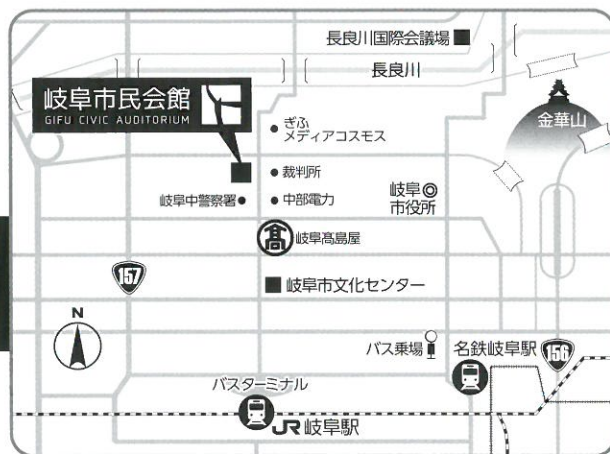 長良川国際会議場
長良川
岐阜市民会館
GIFU CIVIC AUDITORIUM
金華山
ぎふ
メディアコスモス
裁判所
岐阜中警察署
中部電力
岐阜
市役所
髙
岐阜髙島屋
157
岐阜市文化センター
N
バス乗場
名鉄岐阜駅
156
バスターミナル
JR岐阜駅